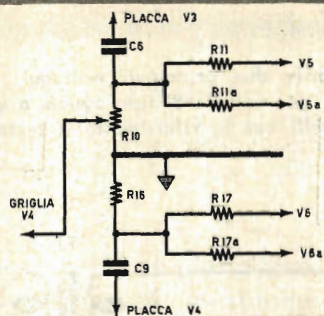 PLACCA V3
C6
R11
V5
R11a
V5a
R10
R16
GRIGLIA
V4
R17
V6
R17a
V6a
C9
PLACCA V4